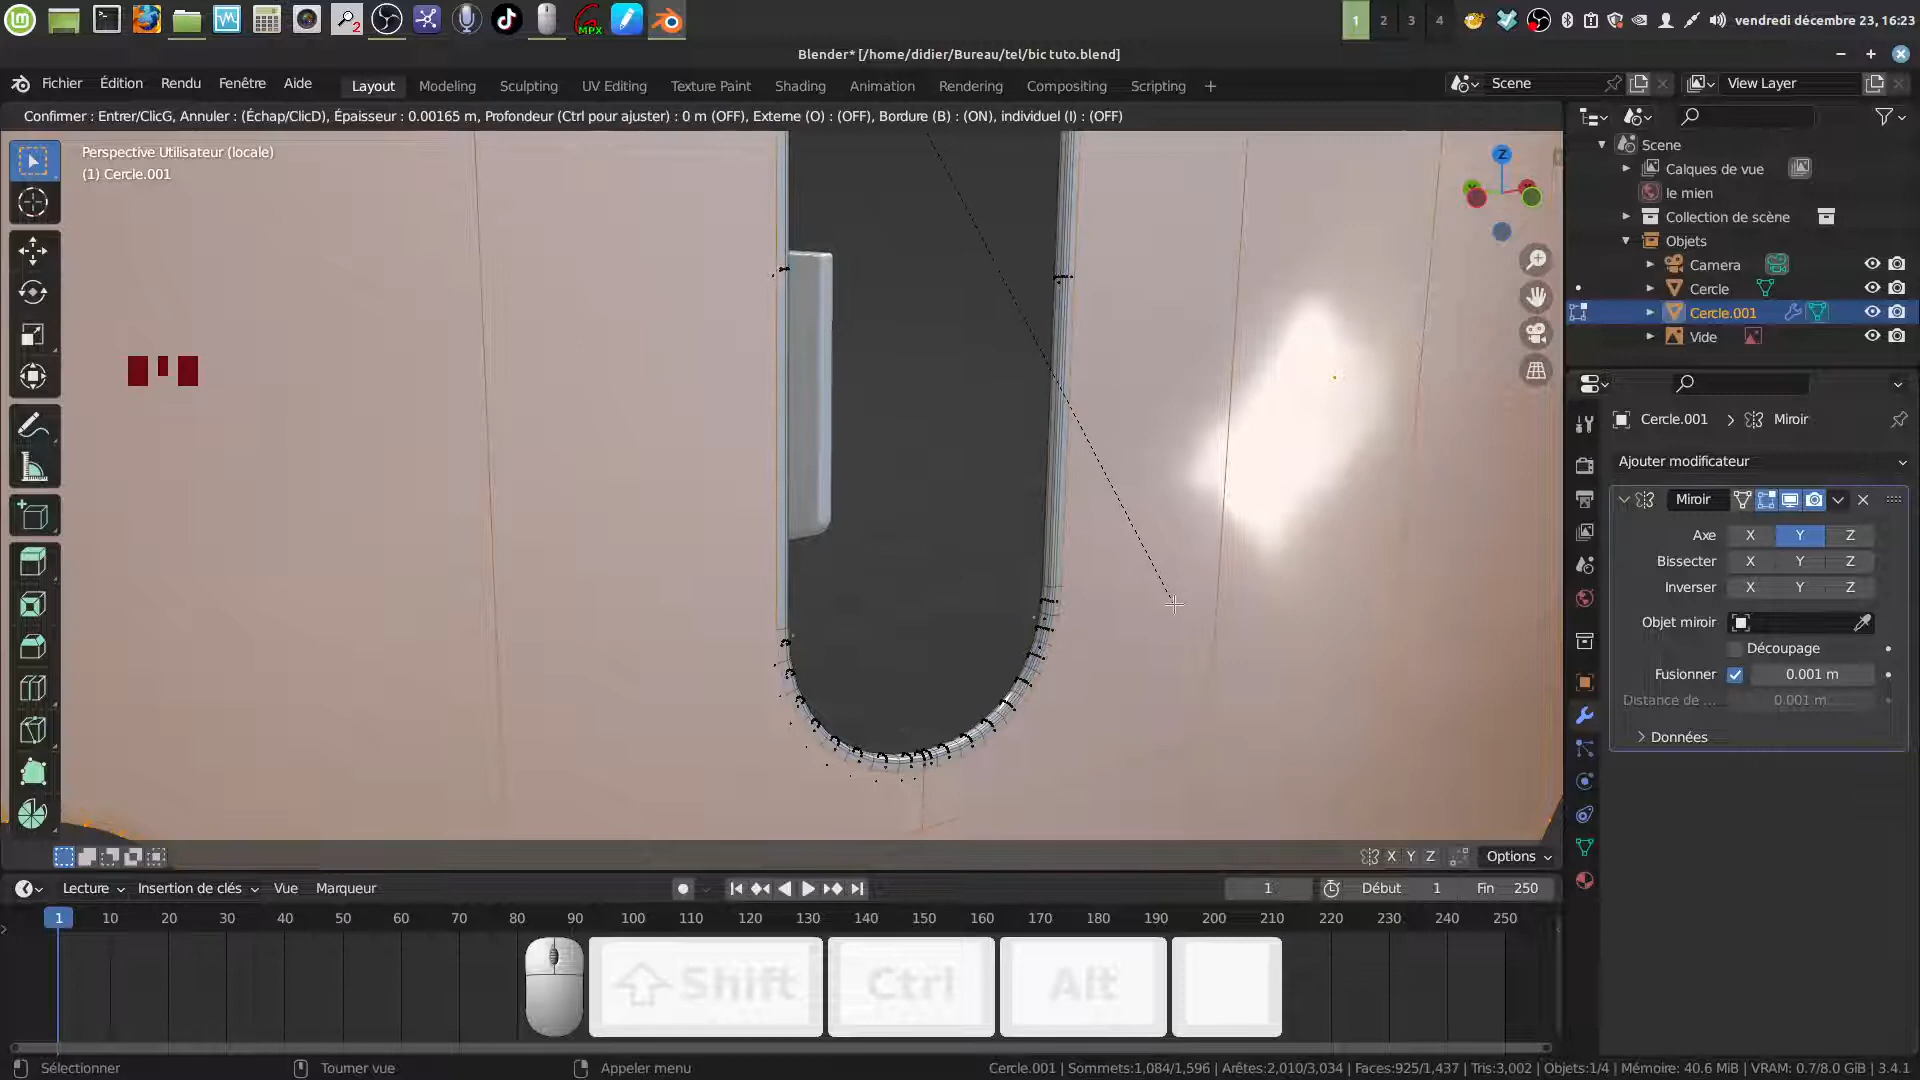 2
MPX
1 2 3 4
vendredi décembre 23, 16:23
Blender* [/home/didier/Bureau/tel/bic tuto.blend]
Fichier Édition Rendu Fenêtre Aide
Layout Modeling Sculpting UV Editing Texture Paint Shading Animation Rendering Compositing Scripting +
Scene
View Layer
Confirmer : Entrer/ClicG, Annuler : (Échap/ClicD), Épaisseur : 0.00165 m, Profondeur (Ctrl pour ajuster) : 0 m (OFF), Externe (O) : (OFF), Bordure (B) : (ON), individuel (I) : (OFF)
Perspective Utilisateur (locale)
(1) Cercle.001
Z
Scene
Calques de vue
le mien
Collection de scène
Objets
Camera
Cercle
Cercle.001
Vide
Cercle.001 > Miroir
Ajouter modificateur
Miroir
Axe X Y Z
Bissecter X Y Z
Inverser X Y Z
Objet miroir
Découpage
Fusionner 0.001 m
Distance de ... 0.001 m
Données
X Y Z
Options
Lecture Insertion de clés Vue Marqueur
1
Début 1
Fin 250
1 10 20 30 40 50 60 70 80 90 100 110 120 130 140 150 160 170 180 190 200 210 220 230 240 250
Shift Ctrl Alt
Sélectionner
Tourner vue
Appeler menu
Cercle.001 | Sommets:1,084/1,596 | Arêtes:2,010/3,034 | Faces:925/1,437 | Tris:3,002 | Objets:1/4 | Mémoire: 40.6 MiB | VRAM: 0.7/8.0 GiB | 3.4.1